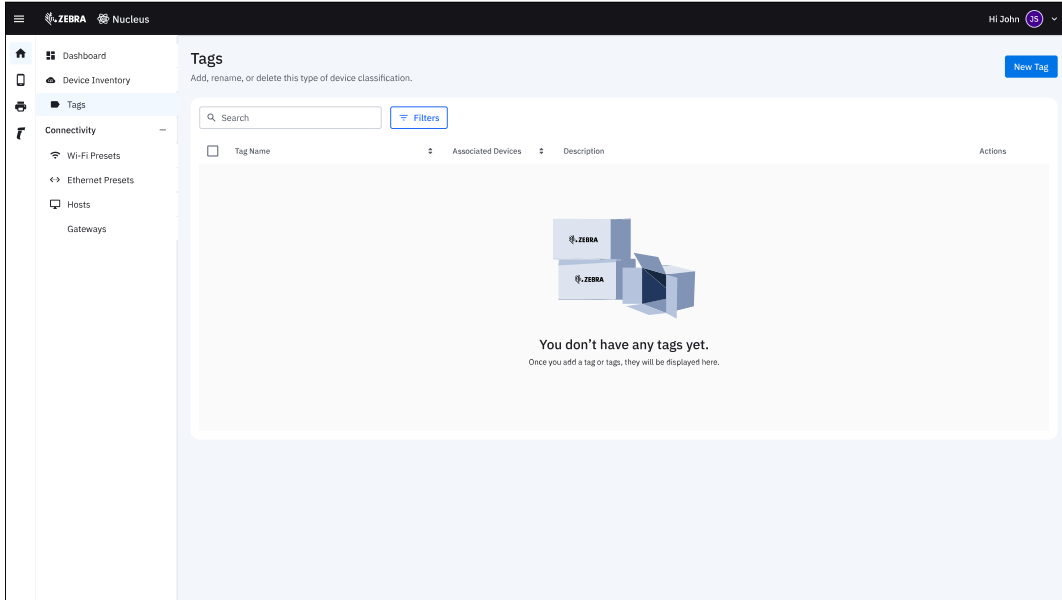 ZEBRA Nucleus
Hi John JS
Dashboard
Device Inventory
Tags
Connectivity
Wi-Fi Presets
Ethernet Presets
Hosts
Gateways
Tags
Add, rename, or delete this type of device classification.
New Tag
Search
Filters
Tag Name Associated Devices Description Actions
ZEBRA
ZEBRA
You don’t have any tags yet.
Once you add a tag or tags, they will be displayed here.